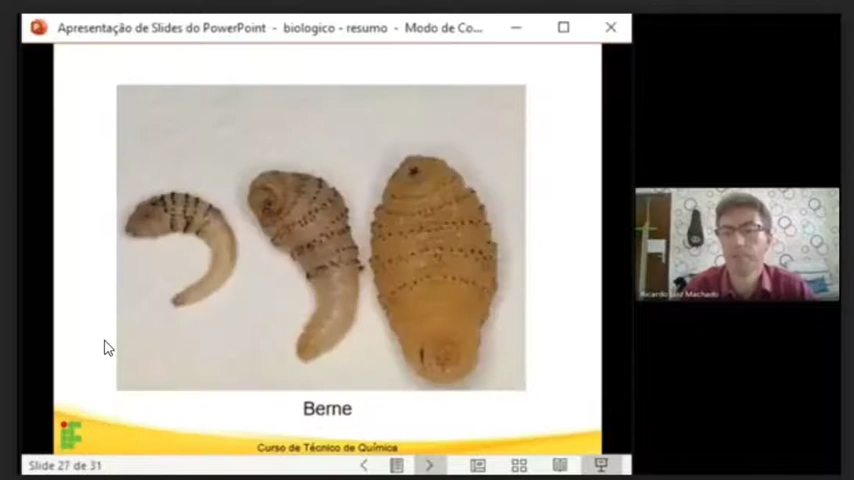 Apresentação de Slides do PowerPoint - biologico - resumo - Modo de Co...
Ricardo Luiz Machado
Berne
Curso de Técnico de Química
Slide 27 de 31